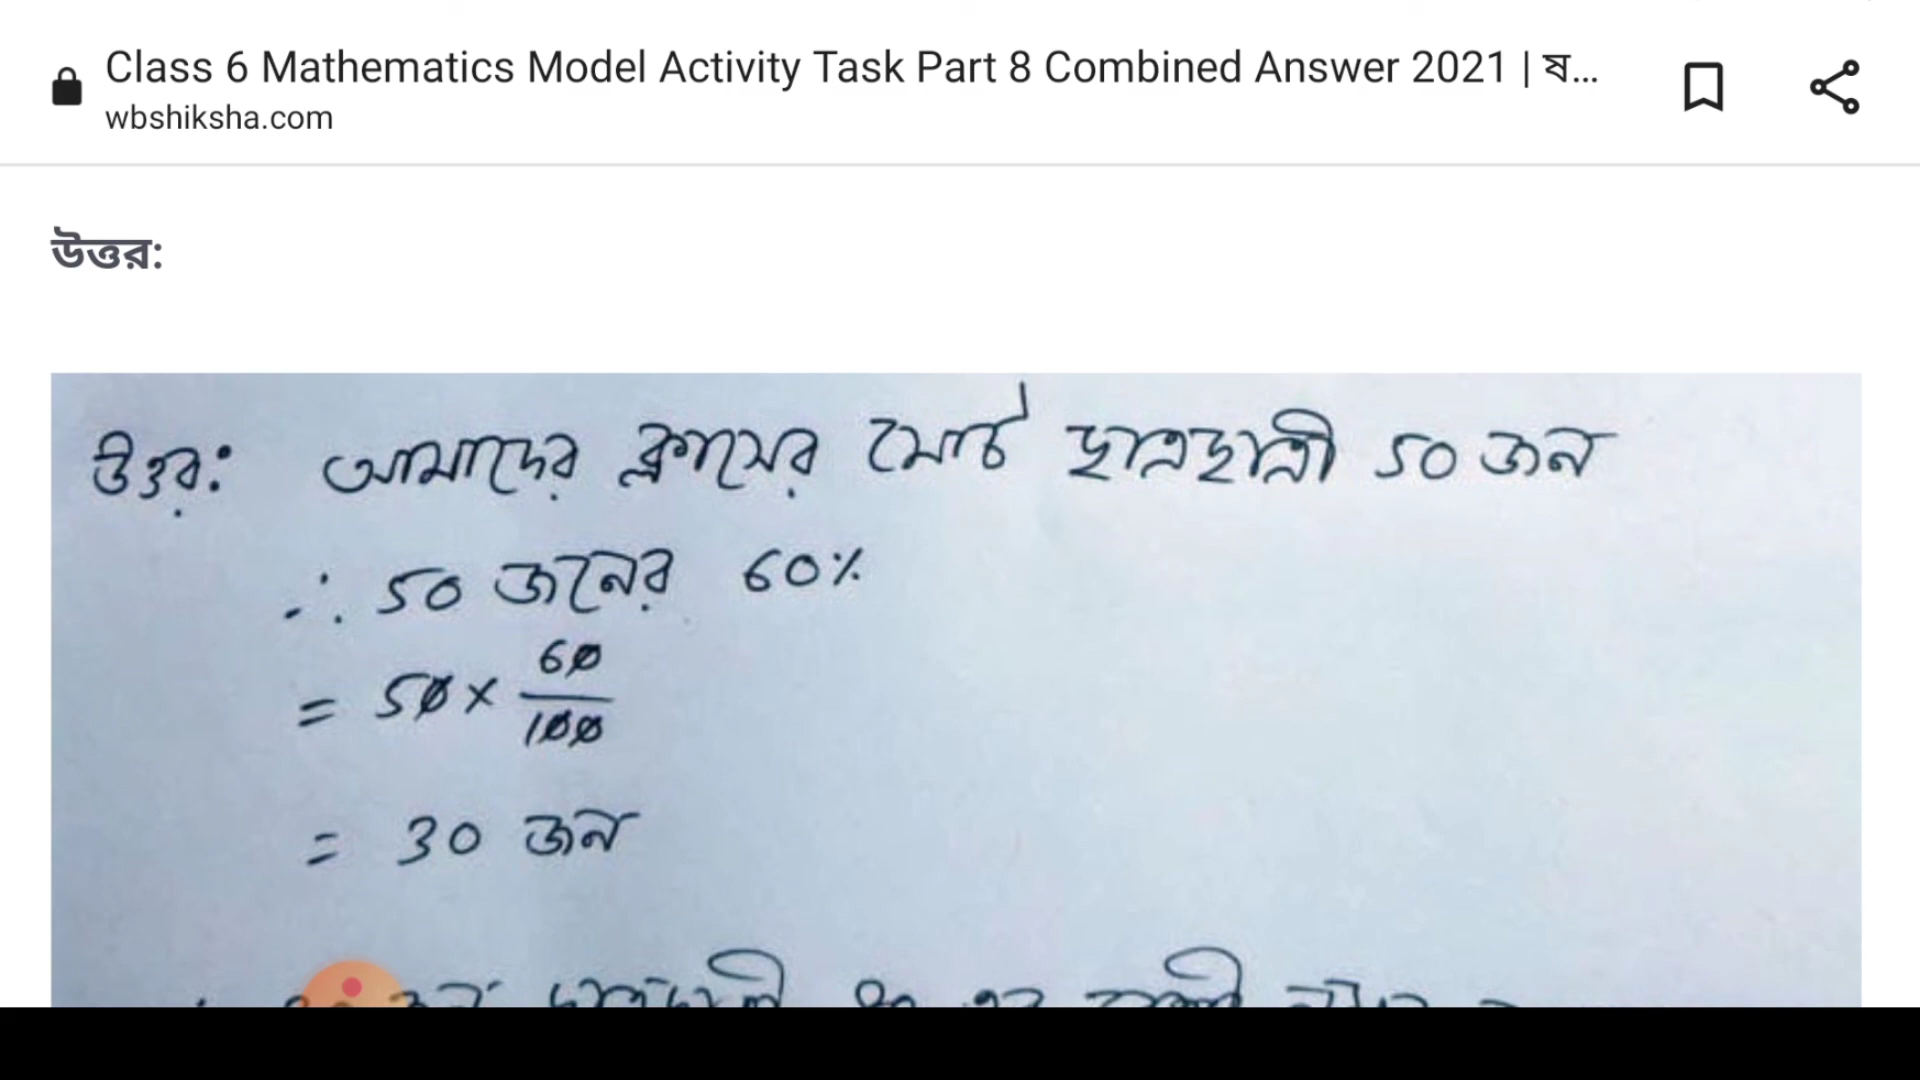 Class 6 Mathematics Model Activity Task Part 8 Combined Answer 2021 | ষ...
wbshiksha.com
উত্তর:
উত্তর: আমাদের ক্লাসের মোট ছাত্রছাত্রী 50 জন
∴ 50 জনের 60%
= 50 × 60/100
= 30 জন